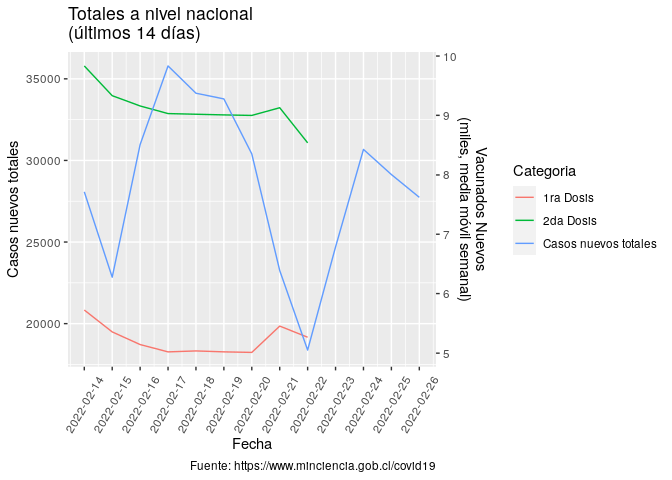 Totales a nivel nacional
(últimos 14 días)
Casos nuevos totales
35000
30000
25000
20000
10
9
8
7
6
5
Vacunados Nuevos
(miles, media móvil semanal)
2022-02-14
2022-02-15
2022-02-16
2022-02-17
2022-02-18
2022-02-19
2022-02-20
2022-02-21
2022-02-22
2022-02-23
2022-02-24
2022-02-25
2022-02-26
Fecha
Categoria
1ra Dosis
2da Dosis
Casos nuevos totales
Fuente: https://www.minciencia.gob.cl/covid19